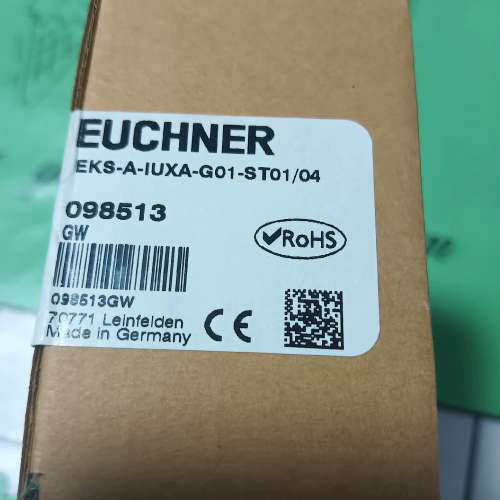 EUCHNER
EKS-A-IUXA-G01-ST01/04
098513
GW
RoHS
098513GW
70771 Leinfelden
Made in Germany
CE